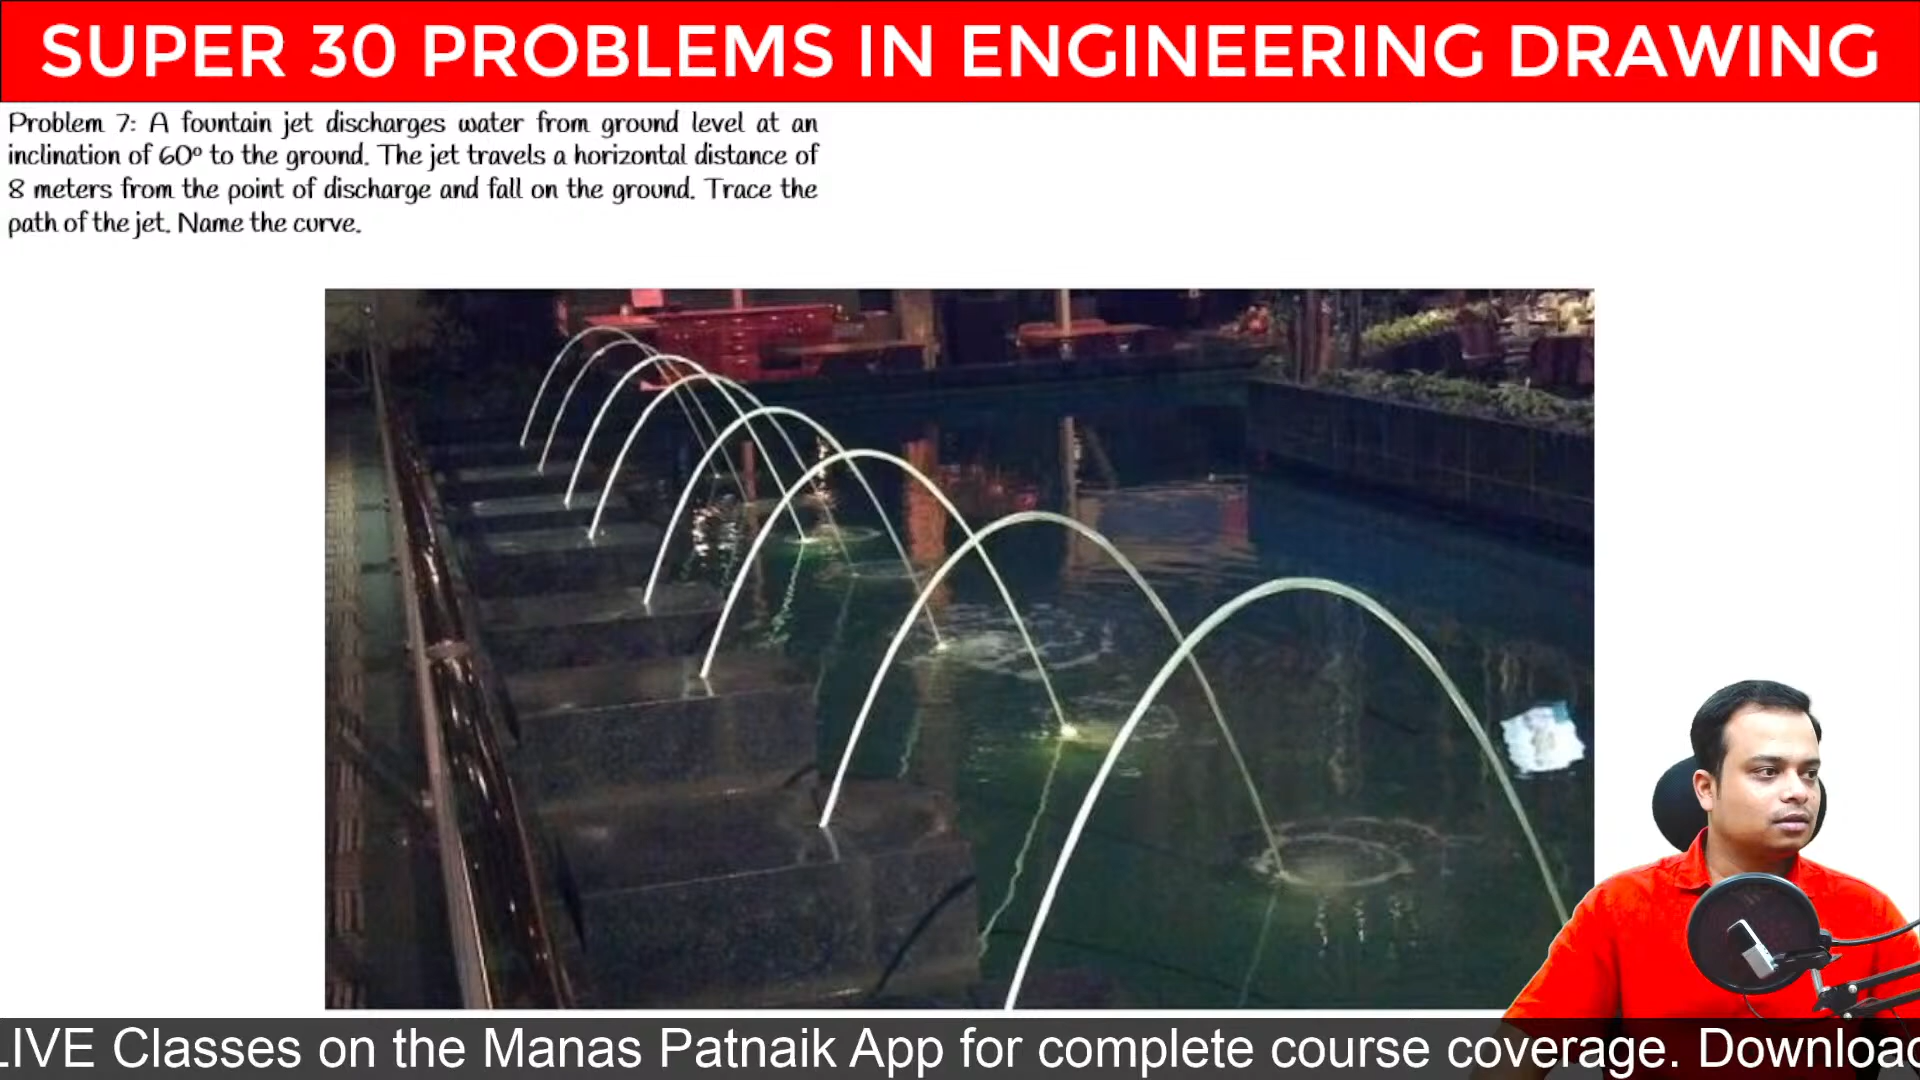 SUPER 30 PROBLEMS IN ENGINEERING DRAWING
Problem 7: A fountain jet discharges water from ground level at an
inclination of 60° to the ground. The jet travels a horizontal distance of
8 meters from the point of discharge and fall on the ground. Trace the
path of the jet. Name the curve.
LIVE Classes on the Manas Patnaik App for complete course coverage. Download